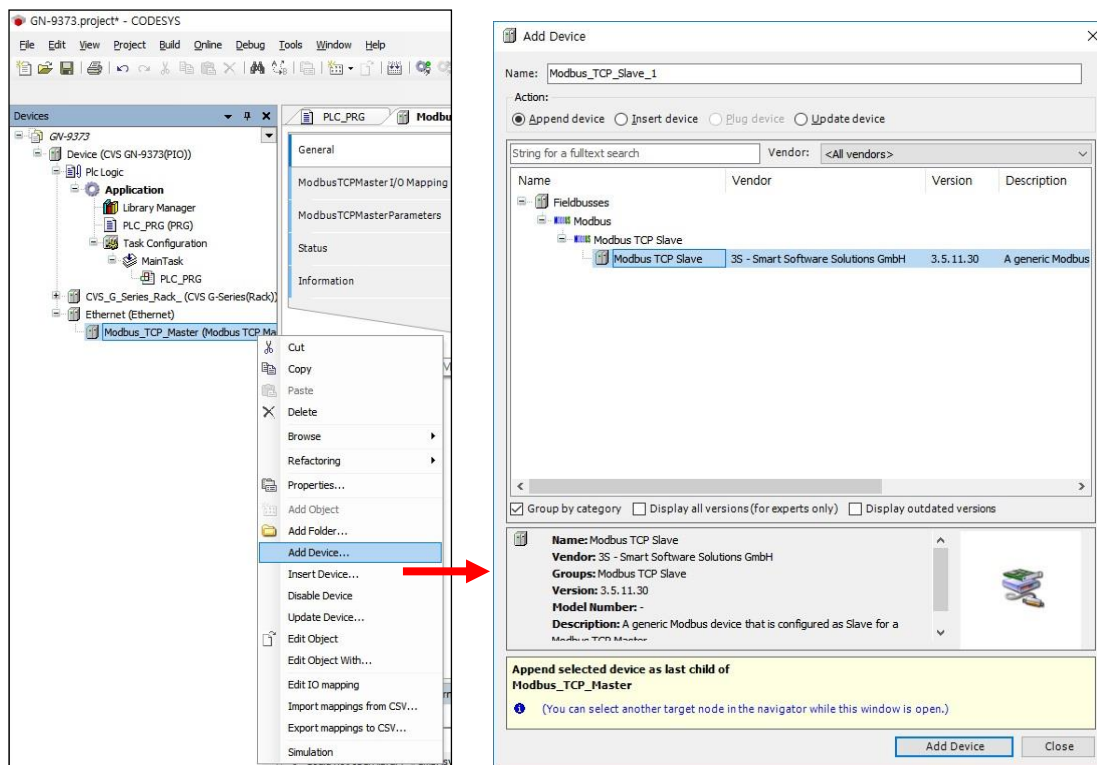 GN-9373.project* - CODESYS
File Edit View Project Build Online Debug Tools Window Help
Devices
GN-9373
Device (CVS GN-9373(PIO))
Plc Logic
Application
Library Manager
PLC_PRG (PRG)
Task Configuration
MainTask
PLC_PRG
CVS_G_Series_Rack_ (CVS G-Series(Rack))
Ethernet (Ethernet)
Modbus_TCP_Master (Modbus TCP Ma
PLC_PRG Modbu
General
ModbusTCPMaster I/O Mapping
ModbusTCPMasterParameters
Status
Information
Cut
Copy
Paste
Delete
Browse
Refactoring
Properties...
Add Object
Add Folder...
Add Device...
Insert Device...
Disable Device
Update Device...
Edit Object
Edit Object With...
Edit IO mapping
Import mappings from CSV...
Export mappings to CSV...
Simulation
Add Device
Name: Modbus_TCP_Slave_1
Action:
Append device Insert device Plug device Update device
String for a fulltext search Vendor: <All vendors>
Name Vendor Version Description
Fieldbusses
Modbus
Modbus TCP Slave
Modbus TCP Slave 3S - Smart Software Solutions GmbH 3.5.11.30 A generic Modbus
Group by category Display all versions (for experts only) Display outdated versions
Name: Modbus TCP Slave
Vendor: 3S - Smart Software Solutions GmbH
Groups: Modbus TCP Slave
Version: 3.5.11.30
Model Number: -
Description: A generic Modbus device that is configured as Slave for a
Modbus TCP Master
Append selected device as last child of
Modbus_TCP_Master
(You can select another target node in the navigator while this window is open.)
Add Device Close